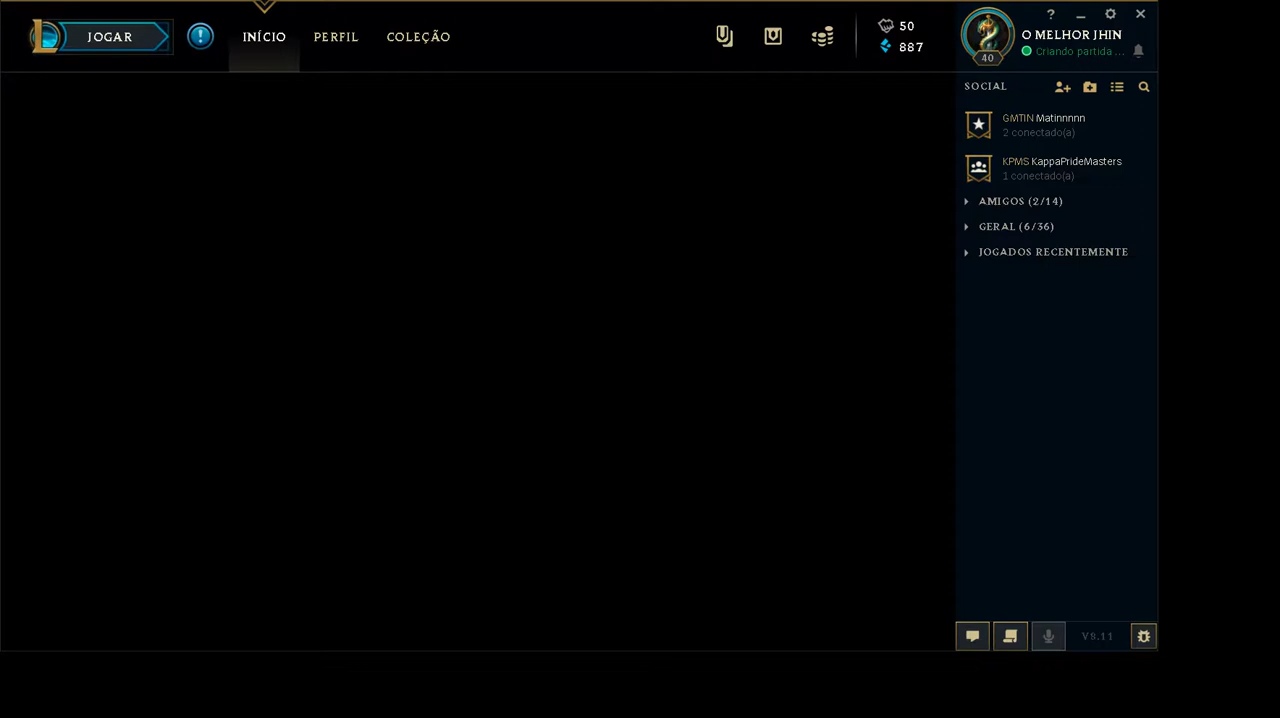 JOGAR
INÍCIO
PERFIL
COLEÇÃO
50
887
40
O MELHOR JHIN
Criando partida ...
SOCIAL
GMTIN Matinnnnn
2 conectado(a)
KPMS KappaPrideMasters
1 conectado(a)
AMIGOS (2/14)
GERAL (6/36)
JOGADOS RECENTEMENTE
V8.11